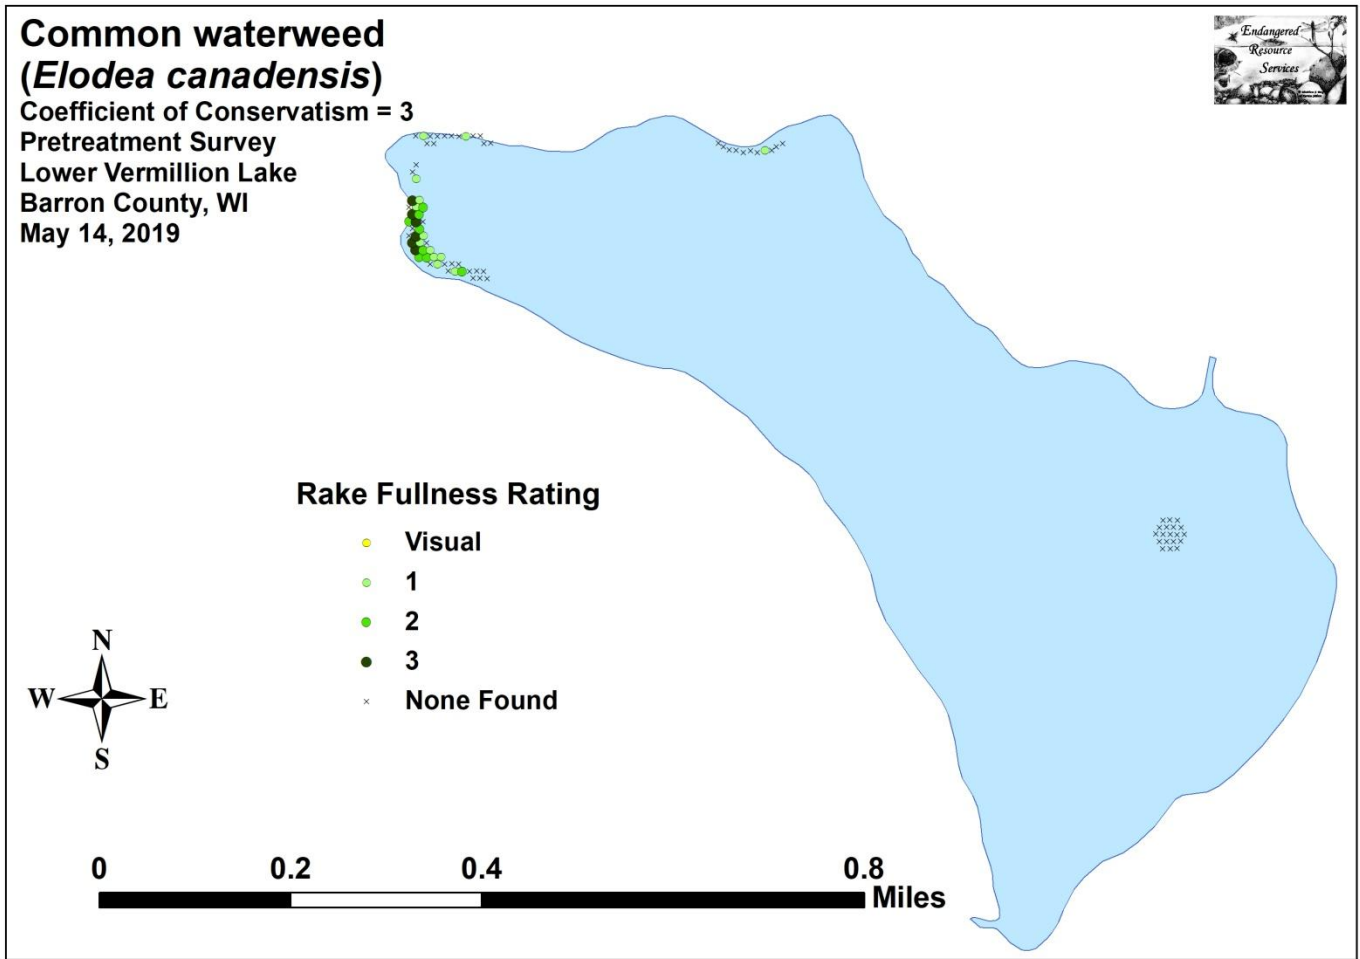 Common waterweed
(Elodea canadensis)
Coefficient of Conservatism = 3
Pretreatment Survey
Lower Vermillion Lake
Barron County, WI
May 14, 2019
Endangered
Resource
Services
Rake Fullness Rating
Visual
1
2
3
None Found
N
W E
S
0 0.2 0.4 0.8
Miles